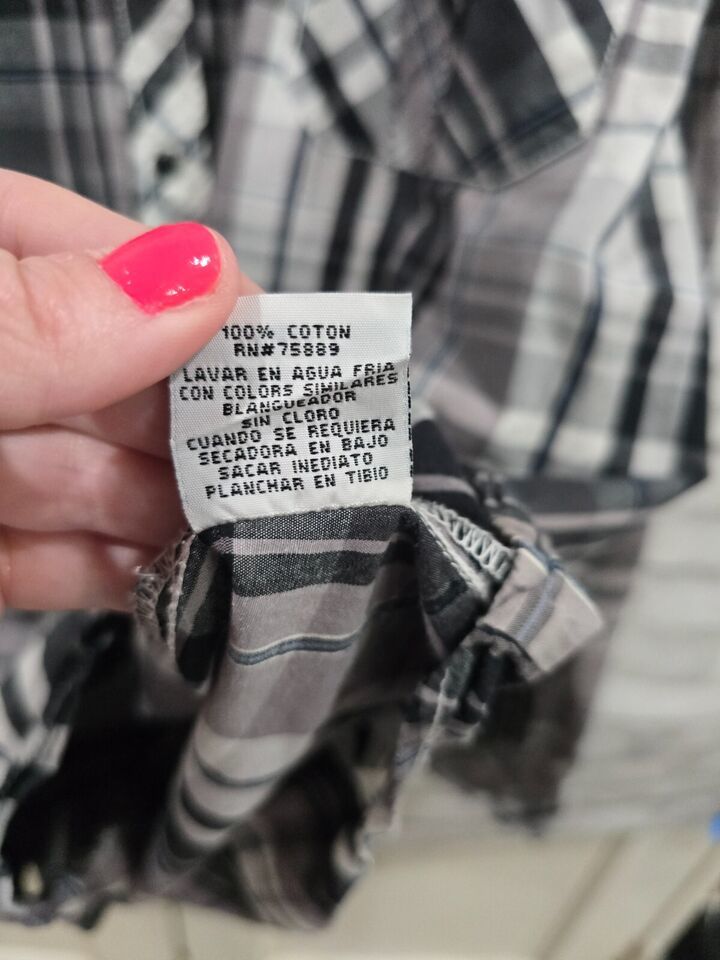 100% COTON
RN#75889
LAVAR EN AGUA FRIA
CON COLORS SIMILARES
BLANGUEADOR
SIN CLORO
CUANDO SE REQUIERA
SECADORA EN BAJO
SACAR INEDIATO
PLANCHAR EN TIBIO